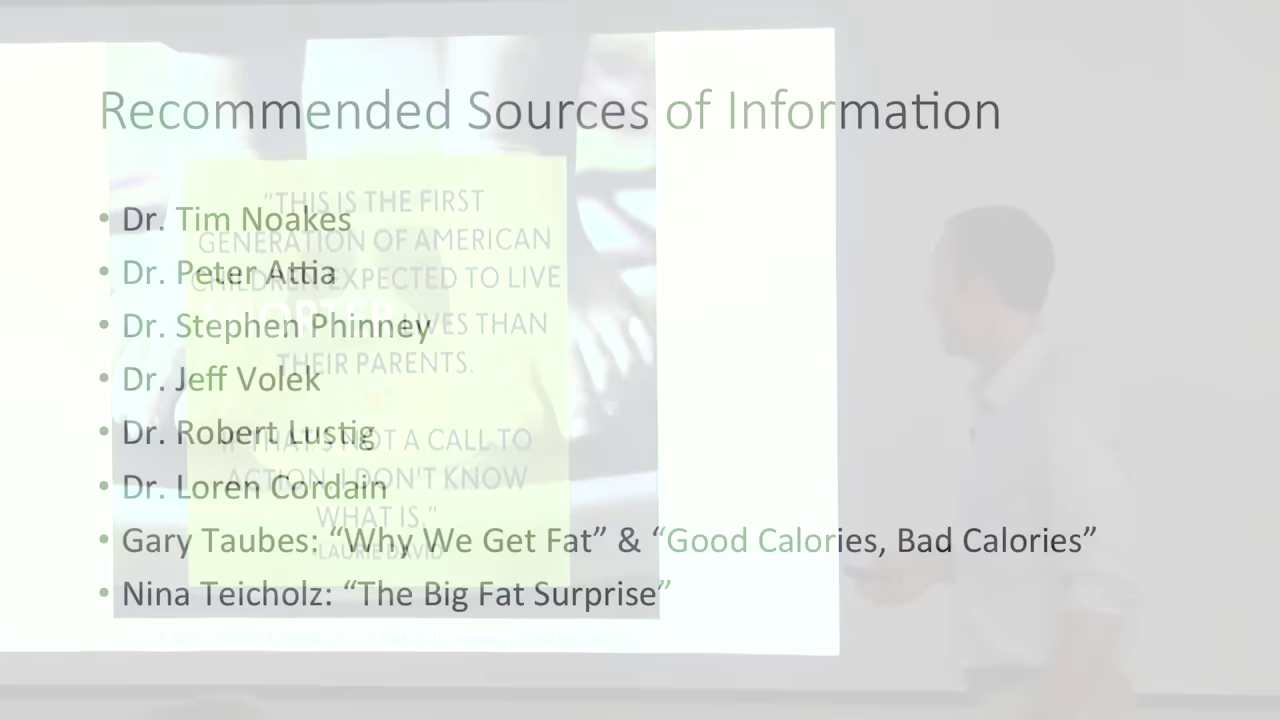 Recommended Sources of Information
• Dr. Tim Noakes
• Dr. Peter Attia
• Dr. Stephen Phinney
• Dr. Jeff Volek
• Dr. Robert Lustig
• Dr. Loren Cordain
• Gary Taubes: “Why We Get Fat” & “Good Calories, Bad Calories”
• Nina Teicholz: “The Big Fat Surprise”
“THIS IS THE FIRST
GENERATION OF AMERICAN
CHILDREN EXPECTED TO LIVE
SHORTER LIVES THAN
THEIR PARENTS.
IF THAT'S NOT A CALL TO
ACTION, I DON'T KNOW
WHAT IS."
LAURIE DAVID